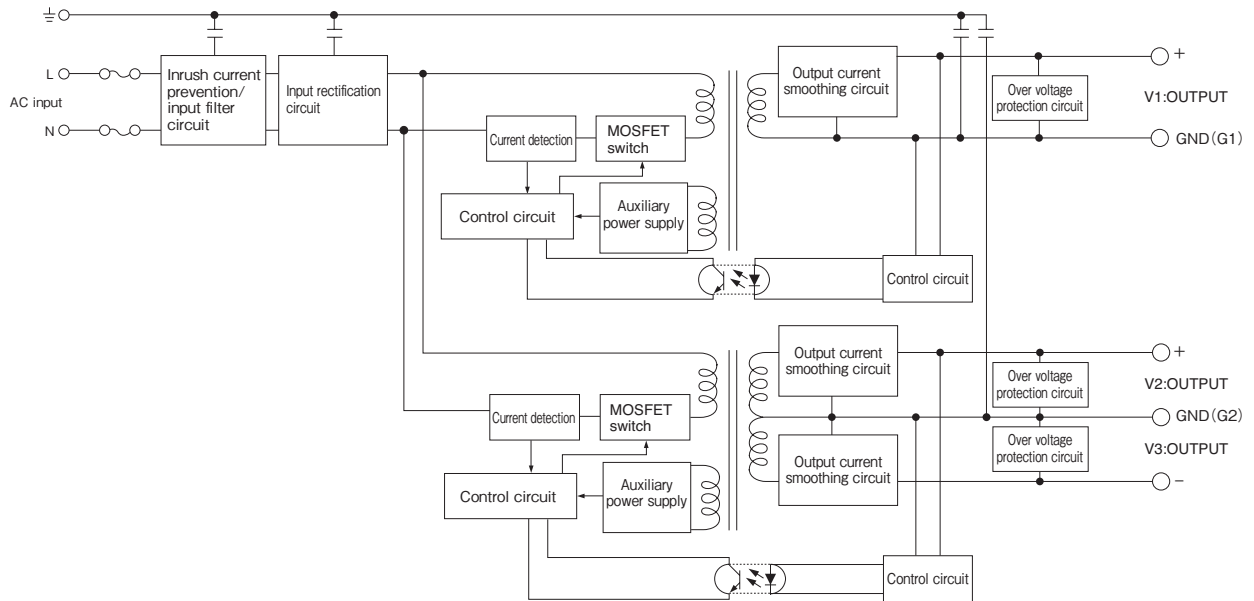 L
AC input
N
Inrush current
prevention/
input filter
circuit
Input rectification
circuit
Current detection
MOSFET
switch
Control circuit
Auxiliary
power supply
Output current
smoothing circuit
Over voltage
protection circuit
Control circuit
+
V1:OUTPUT
GND(G1)
Current detection
MOSFET
switch
Control circuit
Auxiliary
power supply
Output current
smoothing circuit
Output current
smoothing circuit
Over voltage
protection circuit
Over voltage
protection circuit
Control circuit
+
V2:OUTPUT
GND(G2)
V3:OUTPUT
−